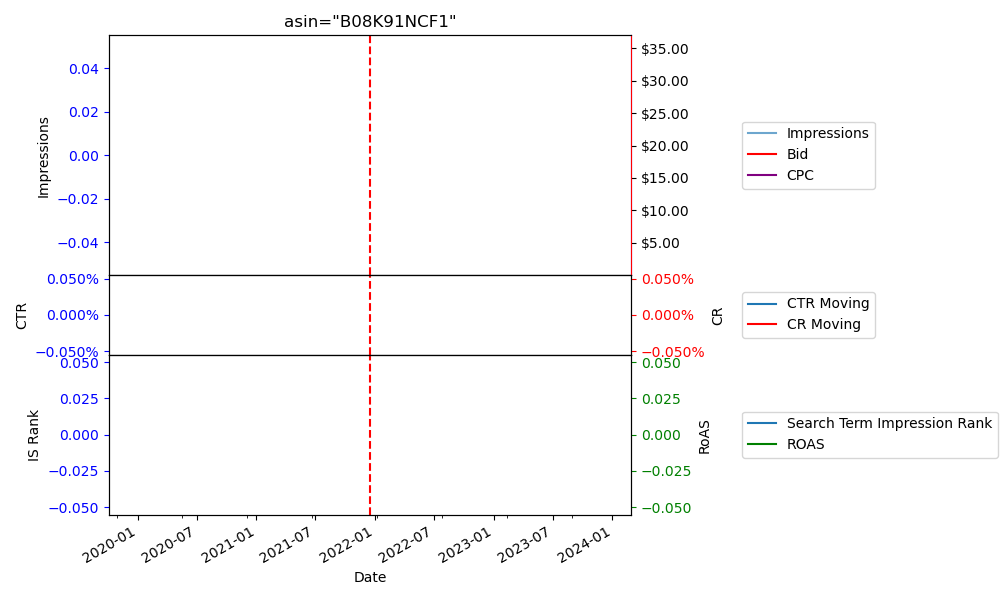 asin="B08K91NCF1"
Impressions
0.04
0.02
0.00
−0.02
−0.04
$35.00
$30.00
$25.00
$20.00
$15.00
$10.00
$5.00
Impressions
Bid
CPC
CTR
0.050%
0.000%
−0.050%
0.050%
0.000%
−0.050%
CR
CTR Moving
CR Moving
IS Rank
0.050
0.025
0.000
−0.025
−0.050
0.050
0.025
0.000
−0.025
−0.050
RoAS
Search Term Impression Rank
ROAS
2020-01
2020-07
2021-01
2021-07
2022-01
2022-07
2023-01
2023-07
2024-01
Date